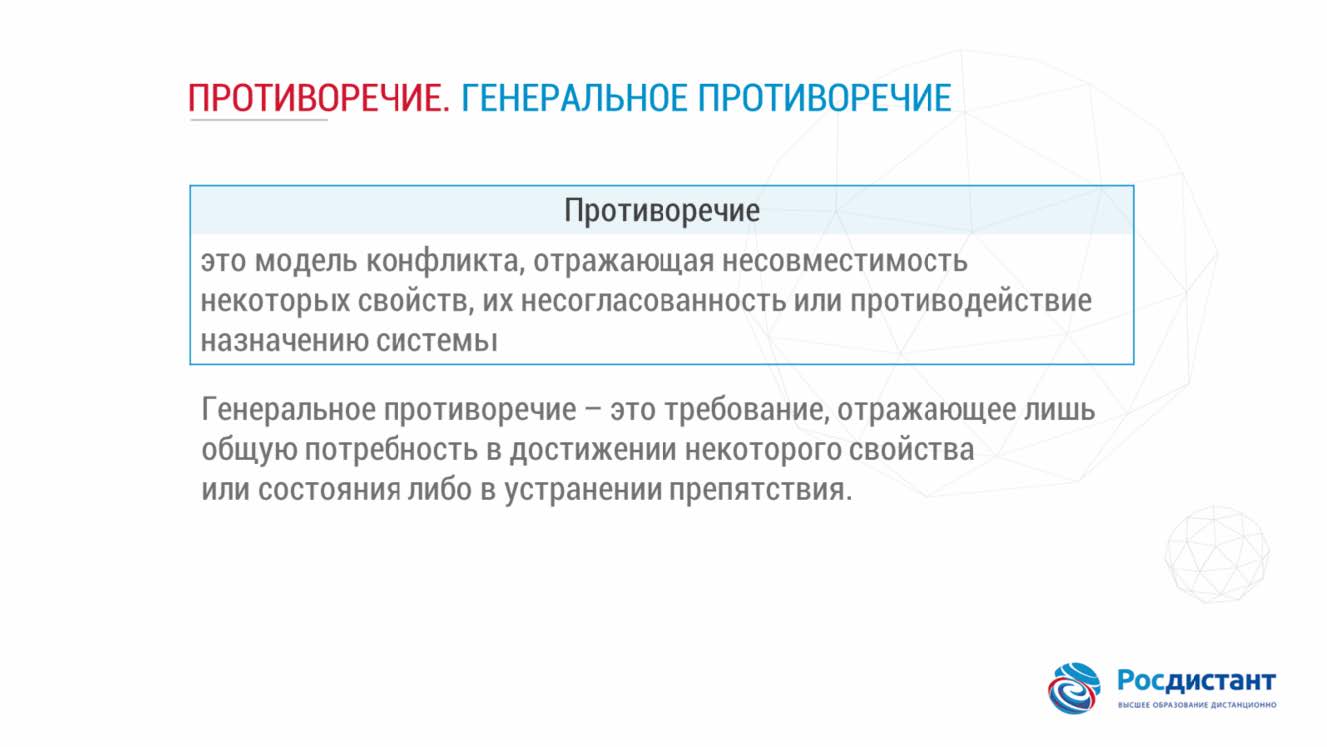 ПРОТИВОРЕЧИЕ. ГЕНЕРАЛЬНОЕ ПРОТИВОРЕЧИЕ
Противоречие
это модель конфликта, отражающая несовместимость
некоторых свойств, их несогласованность или противодействие
назначению системы
Генеральное противоречие – это требование, отражающее лишь
общую потребность в достижении некоторого свойства
или состояния либо в устранении препятствия.
Росдистант
ВЫСШЕЕ ОБРАЗОВАНИЕ ДИСТАНЦИОННО